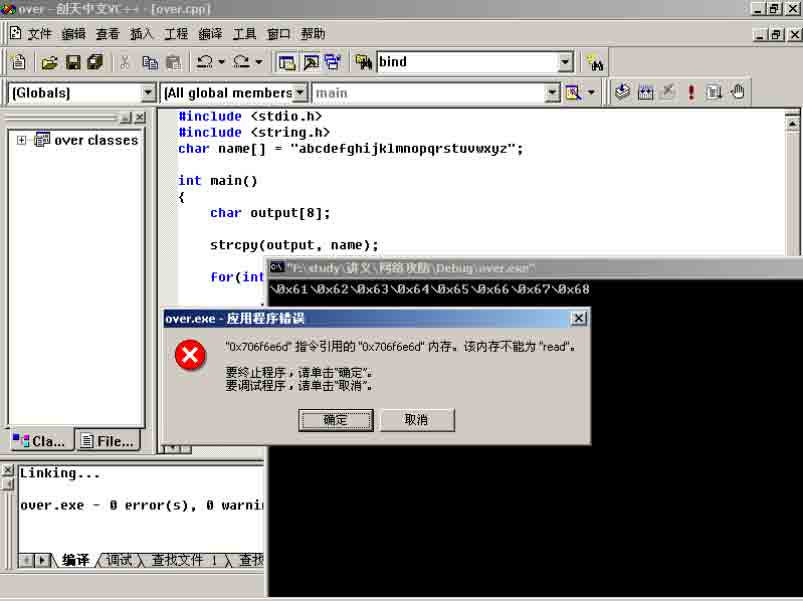 over - 创天中文VC++ - [over.cpp]
文件 编辑 查看 插入 工程 编译 工具 窗口 帮助
bind
[Globals] [All global members main
over classes
#include <stdio.h>
#include <string.h>
char name[] = "abcdefghijklmnopqrstuvwxyz";
int main()
{
char output[8];
strcpy(output, name);
for(int
"F:\study\讲义\网络攻防\Debug\over.exe"
\0x61\0x62\0x63\0x64\0x65\0x66\0x67\0x68
over.exe - 应用程序错误
"0x706f6e6d" 指令引用的 "0x706f6e6d" 内存。该内存不能为 "read"。
要终止程序，请单击"确定"。
要调试程序，请单击"取消"。
确定 取消
Cla... File...
Linking...
over.exe - 0 error(s), 0 warni
编译 调试 查找文件 1 查找